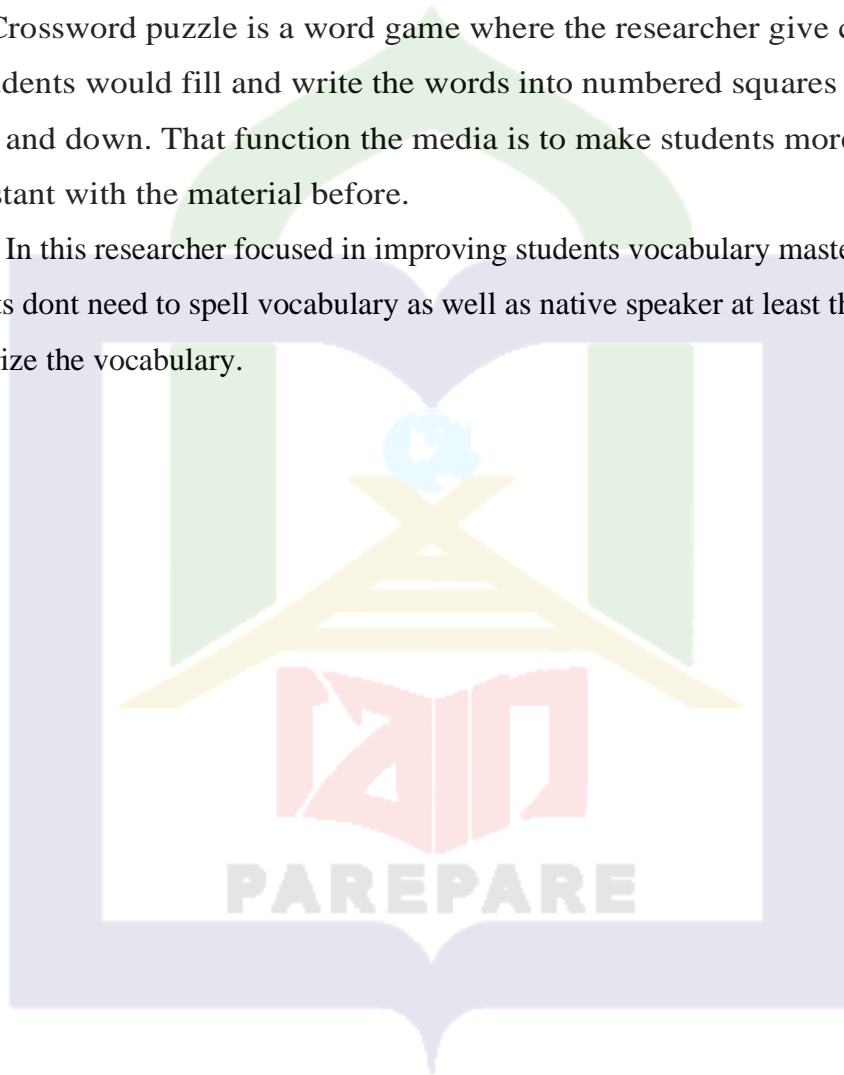 Crossword puzzle is a word game where the researcher give c
dents would fill and write the words into numbered squares
and down. That function the media is to make students more
stant with the material before.
In this researcher focused in improving students vocabulary maste
ts dont need to spell vocabulary as well as native speaker at least th
rize the vocabulary.
iain
PAREPARE